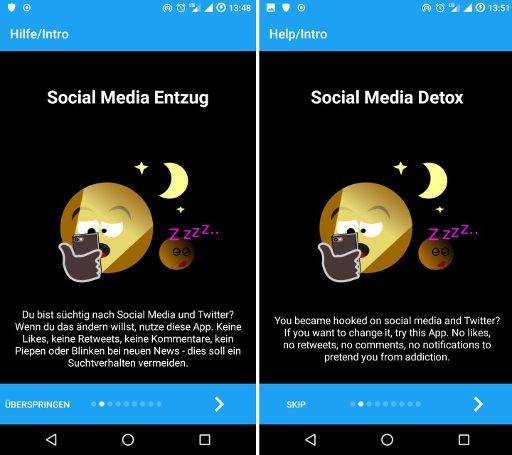 13:48
Hilfe/Intro
Social Media Entzug
Z zzz..
Du bist süchtig nach Social Media und Twitter?
Wenn du das ändern willst, nutze diese App. Keine
Likes, keine Retweets, keine Kommentare, kein
Piepen oder Blinken bei neuen News - dies soll ein
Suchtverhalten vermeiden.
ÜBERSPRINGEN
13:51
Help/Intro
Social Media Detox
Z zzz..
You became hooked on social media and Twitter?
If you want to change it, try this App. No likes,
no retweets, no comments, no notifications to
pretend you from addiction.
SKIP